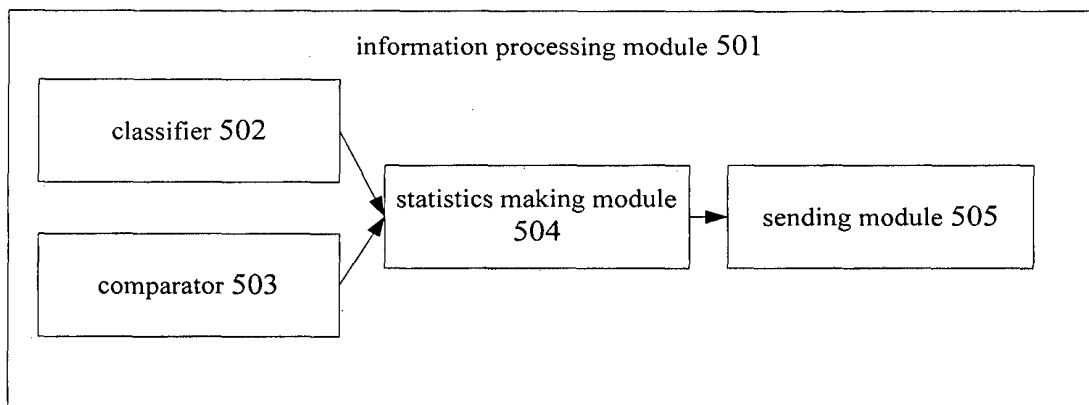 information processing module 501
classifier 502
statistics making module
504
sending module 505
comparator 503